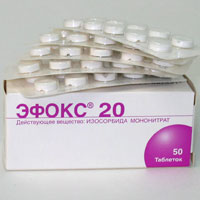 ЭФОКС® 20
Действующее вещество: ИЗОСОРБИДА МОНОНИТРАТ
50
Таблеток